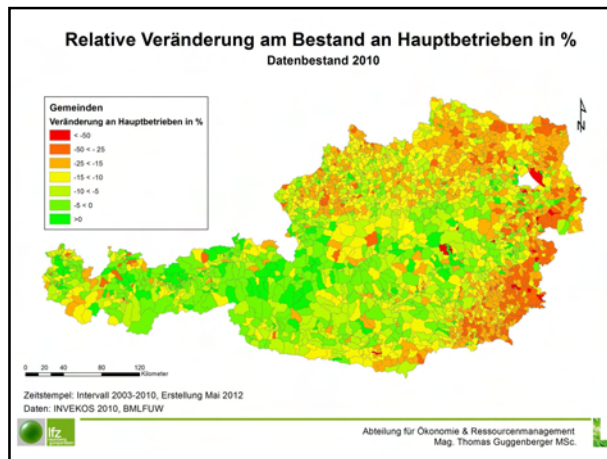 Relative Veränderung am Bestand an Hauptbetrieben in %
Datenbestand 2010
Gemeinden
Veränderung an Hauptbetrieben in %
< -50
-50 < - 25
-25 < -15
-15 < -10
-10 < -5
-5 < 0
>0
N
0 20 40 80 120
Kilometer
Zeitstempel: Intervall 2003-2010, Erstellung Mai 2012
Daten: INVEKOS 2010, BMLFUW
lfz
Abteilung für Ökonomie & Ressourcenmanagement
Mag. Thomas Guggenberger MSc.